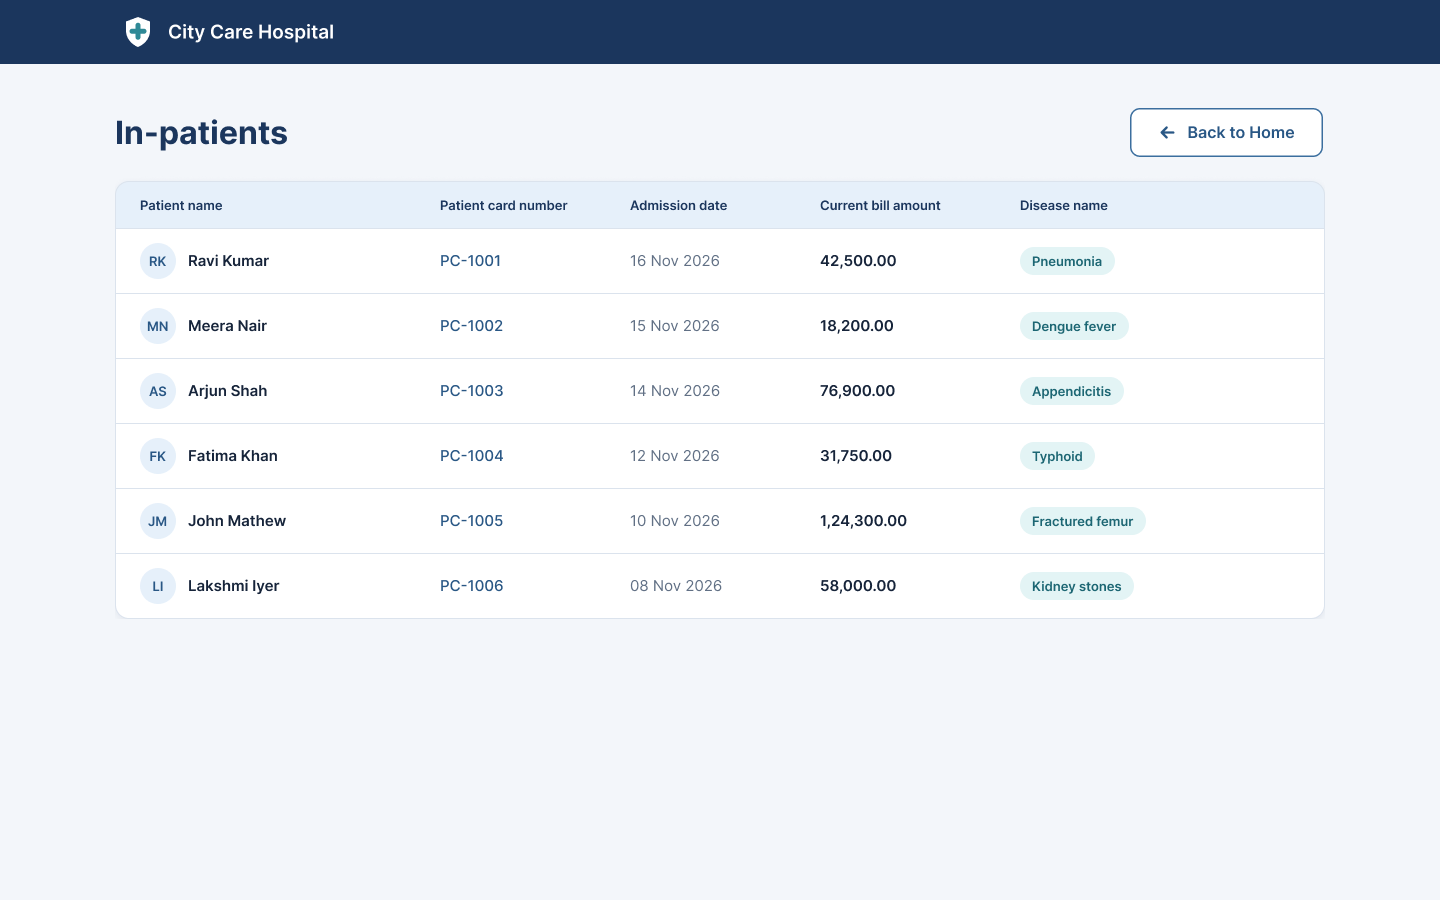 City Care Hospital
In-patients
Back to Home
Patient name Patient card number Admission date Current bill amount Disease name
RK Ravi Kumar PC-1001 16 Nov 2026 42,500.00 Pneumonia
MN Meera Nair PC-1002 15 Nov 2026 18,200.00 Dengue fever
AS Arjun Shah PC-1003 14 Nov 2026 76,900.00 Appendicitis
FK Fatima Khan PC-1004 12 Nov 2026 31,750.00 Typhoid
JM John Mathew PC-1005 10 Nov 2026 1,24,300.00 Fractured femur
LI Lakshmi Iyer PC-1006 08 Nov 2026 58,000.00 Kidney stones